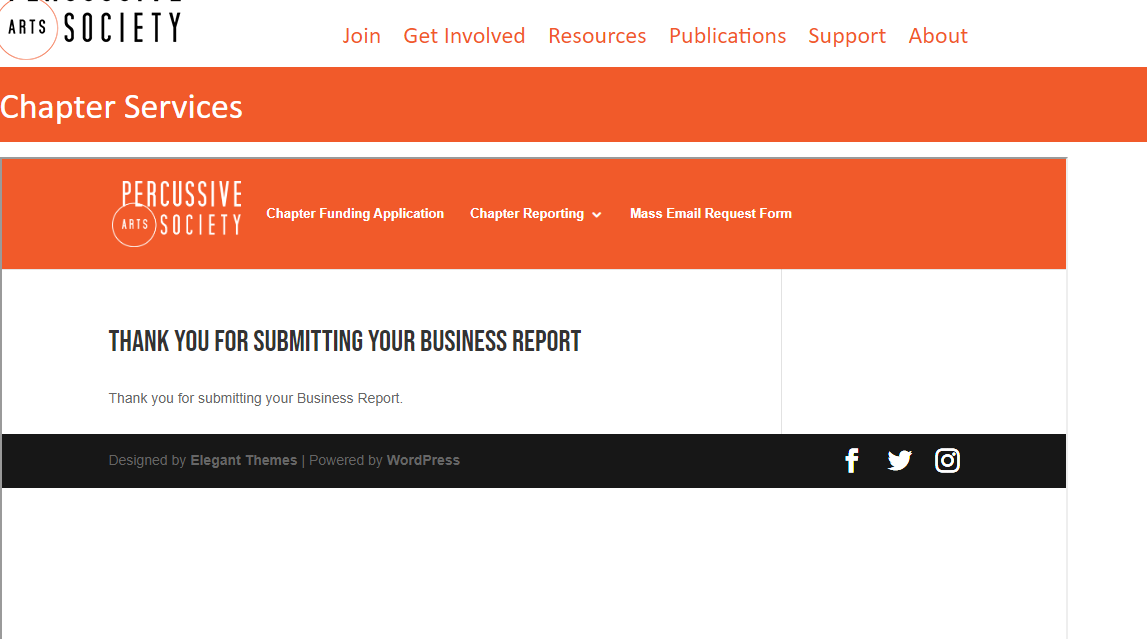 ARTS SOCIETY
Join Get Involved Resources Publications Support About
Chapter Services
PERCUSSIVE
ARTS SOCIETY
Chapter Funding Application Chapter Reporting Mass Email Request Form
THANK YOU FOR SUBMITTING YOUR BUSINESS REPORT
Thank you for submitting your Business Report.
Designed by Elegant Themes | Powered by WordPress